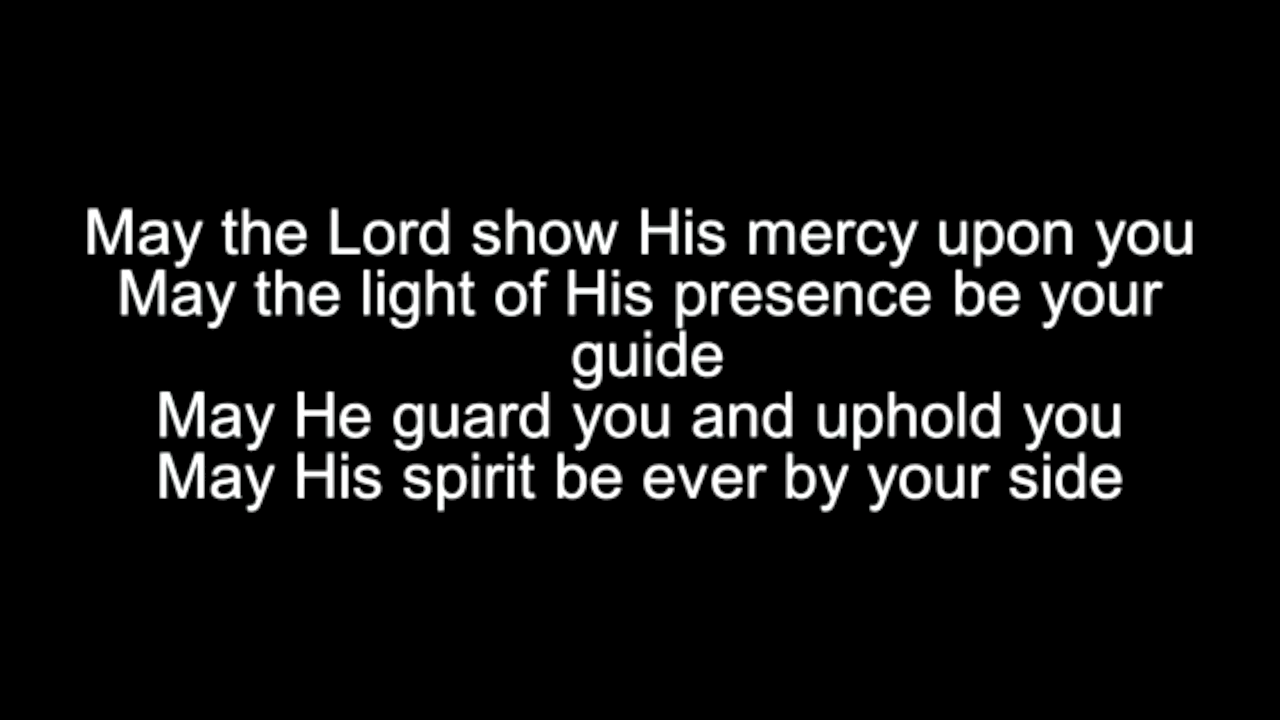 May the Lord show His mercy upon you
May the light of His presence be your
guide
May He guard you and uphold you
May His spirit be ever by your side